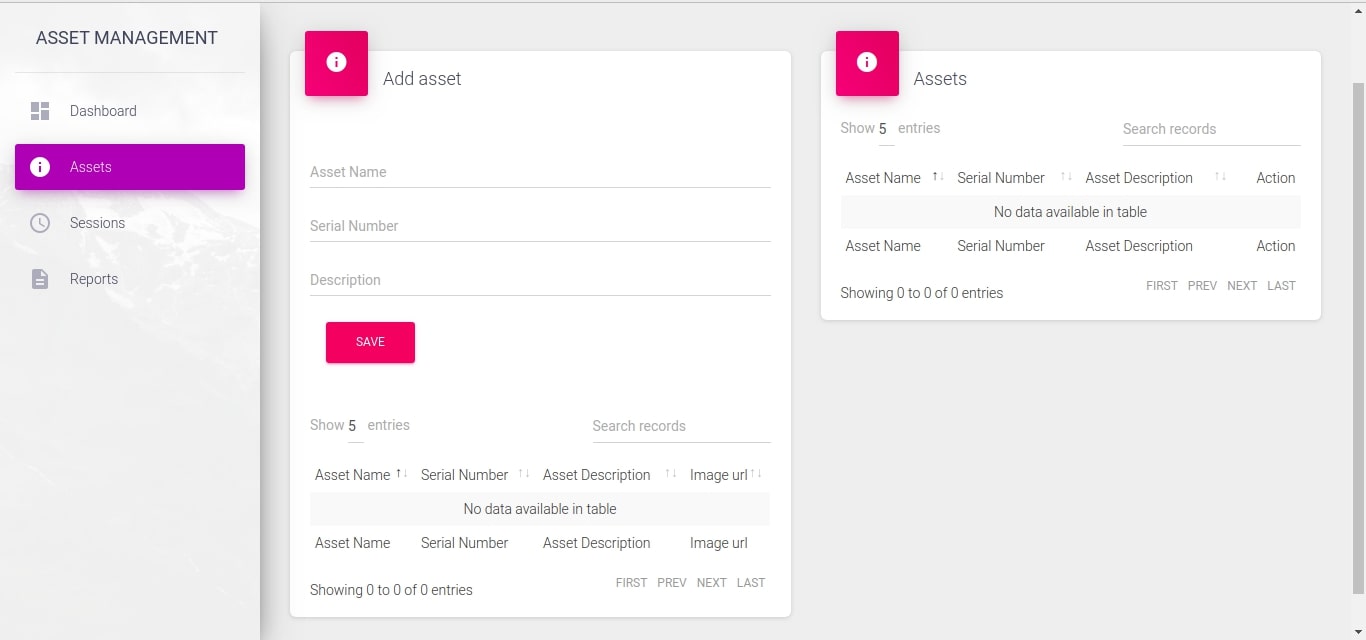 ASSET MANAGEMENT
Dashboard
Assets
Sessions
Reports
Add asset
Asset Name
Serial Number
Description
SAVE
Show 5 entries
Search records
Asset Name Serial Number Asset Description Image url
No data available in table
Asset Name Serial Number Asset Description Image url
Showing 0 to 0 of 0 entries
FIRST PREV NEXT LAST
Assets
Show 5 entries
Search records
Asset Name Serial Number Asset Description Action
No data available in table
Asset Name Serial Number Asset Description Action
Showing 0 to 0 of 0 entries
FIRST PREV NEXT LAST